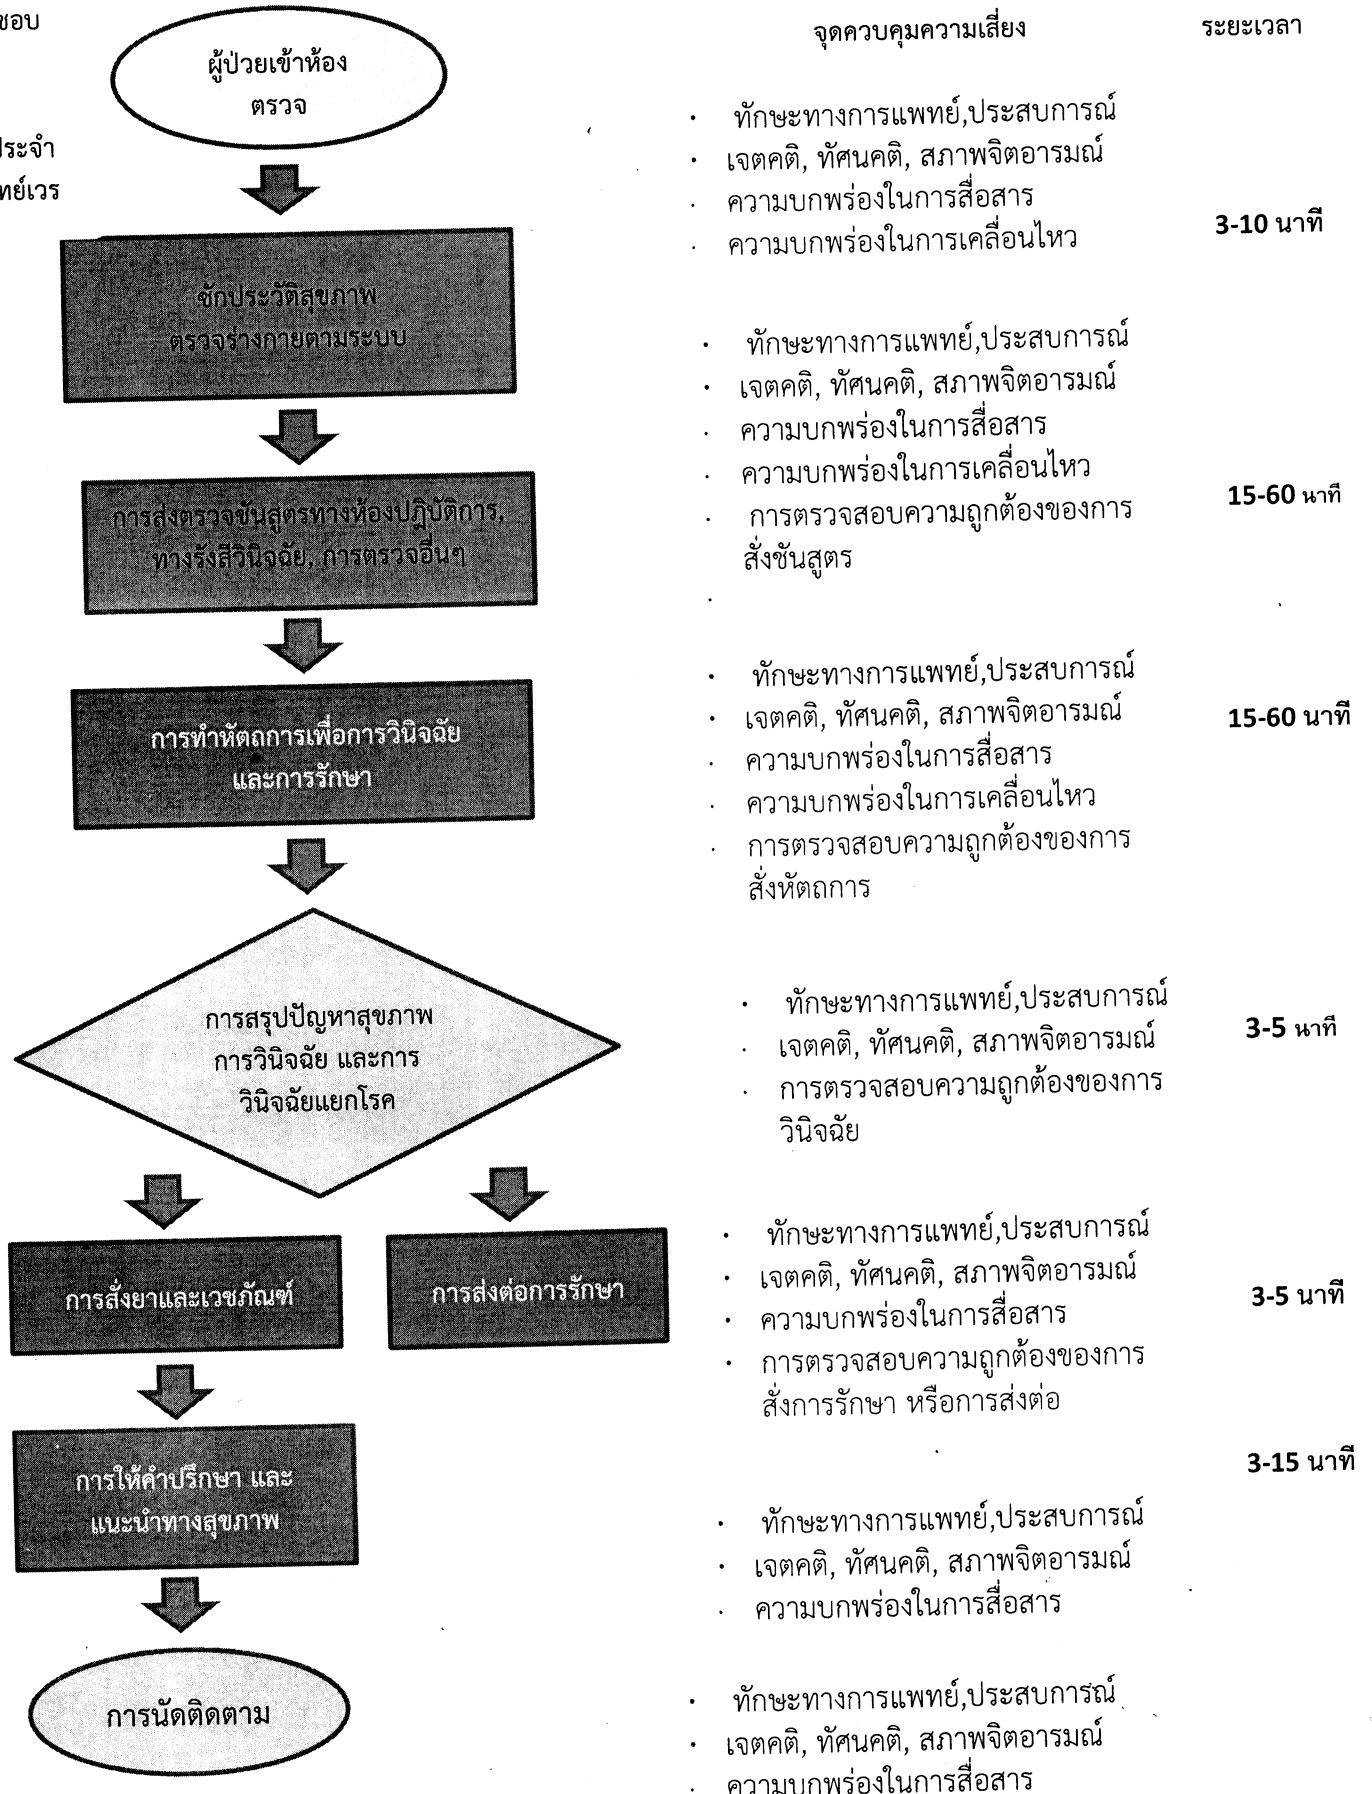 ชอบ
ผู้ป่วยเข้าห้อง
ตรวจ
ประจำ
ทย์เวร
ซักประวัติสุขภาพ
ตรวจร่างกายตามระบบ
การส่งตรวจชันสูตรทางห้องปฏิบัติการ,
ทางรังสีวินิจฉัย, การตรวจอื่นๆ
การทำหัตถการเพื่อการวินิจฉัย
และการรักษา
การสรุปปัญหาสุขภาพ
การวินิจฉัย และการ
วินิจฉัยแยกโรค
การสั่งยาและเวชภัณฑ์
การส่งต่อการรักษา
การให้คำปรึกษา และ
แนะนำทางสุขภาพ
การนัดติดตาม
จุดควบคุมความเสี่ยง
· ทักษะทางการแพทย์,ประสบการณ์
· เจตคติ, ทัศนคติ, สภาพจิตอารมณ์
· ความบกพร่องในการสื่อสาร
· ความบกพร่องในการเคลื่อนไหว
· ทักษะทางการแพทย์,ประสบการณ์
· เจตคติ, ทัศนคติ, สภาพจิตอารมณ์
· ความบกพร่องในการสื่อสาร
· ความบกพร่องในการเคลื่อนไหว
· การตรวจสอบความถูกต้องของการ
สั่งชันสูตร
· ทักษะทางการแพทย์,ประสบการณ์
· เจตคติ, ทัศนคติ, สภาพจิตอารมณ์
· ความบกพร่องในการสื่อสาร
· ความบกพร่องในการเคลื่อนไหว
· การตรวจสอบความถูกต้องของการ
สั่งหัตถการ
· ทักษะทางการแพทย์,ประสบการณ์
· เจตคติ, ทัศนคติ, สภาพจิตอารมณ์
· การตรวจสอบความถูกต้องของการ
วินิจฉัย
· ทักษะทางการแพทย์,ประสบการณ์
· เจตคติ, ทัศนคติ, สภาพจิตอารมณ์
· ความบกพร่องในการสื่อสาร
· การตรวจสอบความถูกต้องของการ
สั่งการรักษา หรือการส่งต่อ
· ทักษะทางการแพทย์,ประสบการณ์
· เจตคติ, ทัศนคติ, สภาพจิตอารมณ์
· ความบกพร่องในการสื่อสาร
· ทักษะทางการแพทย์,ประสบการณ์
· เจตคติ, ทัศนคติ, สภาพจิตอารมณ์
· ความบกพร่องในการสื่อสาร
ระยะเวลา
3-10 นาที
15-60 นาที
15-60 นาที
3-5 นาที
3-5 นาที
3-15 นาที